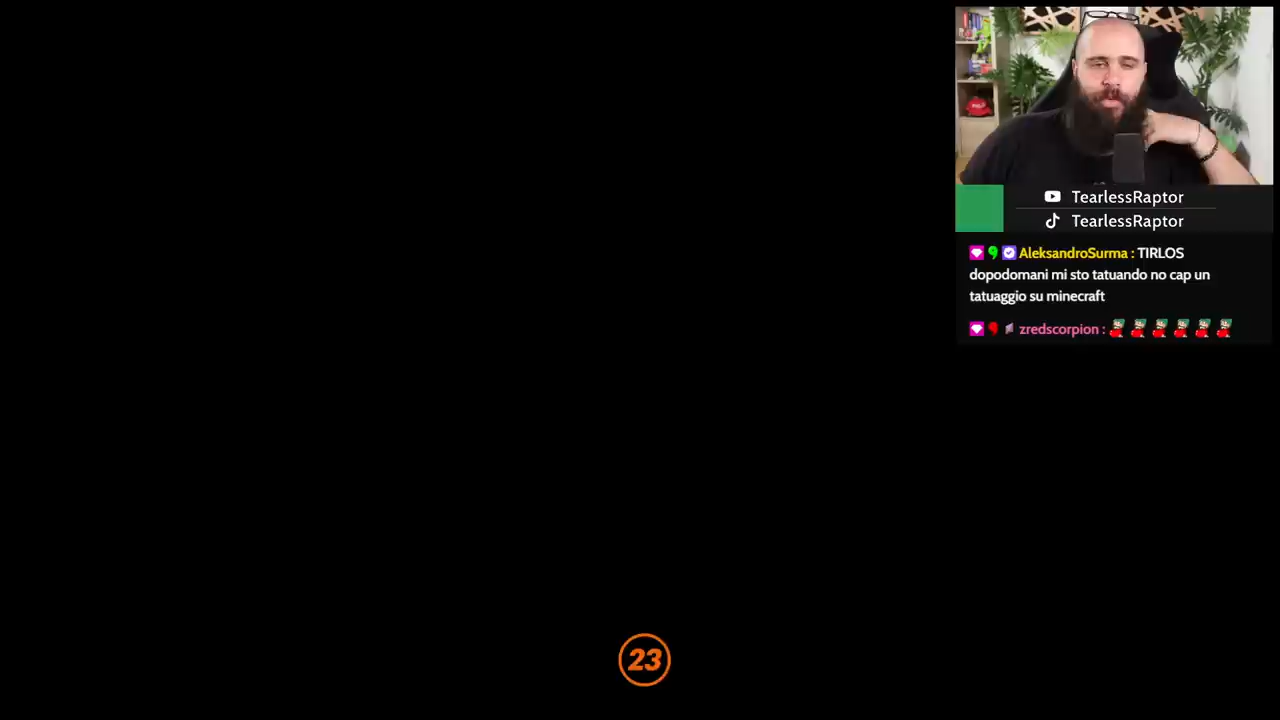 TearlessRaptor
TearlessRaptor
AleksandroSurma : TIRLOS
dopodomani mi sto tatuando no cap un
tatuaggio su minecraft
zredscorpion :
23